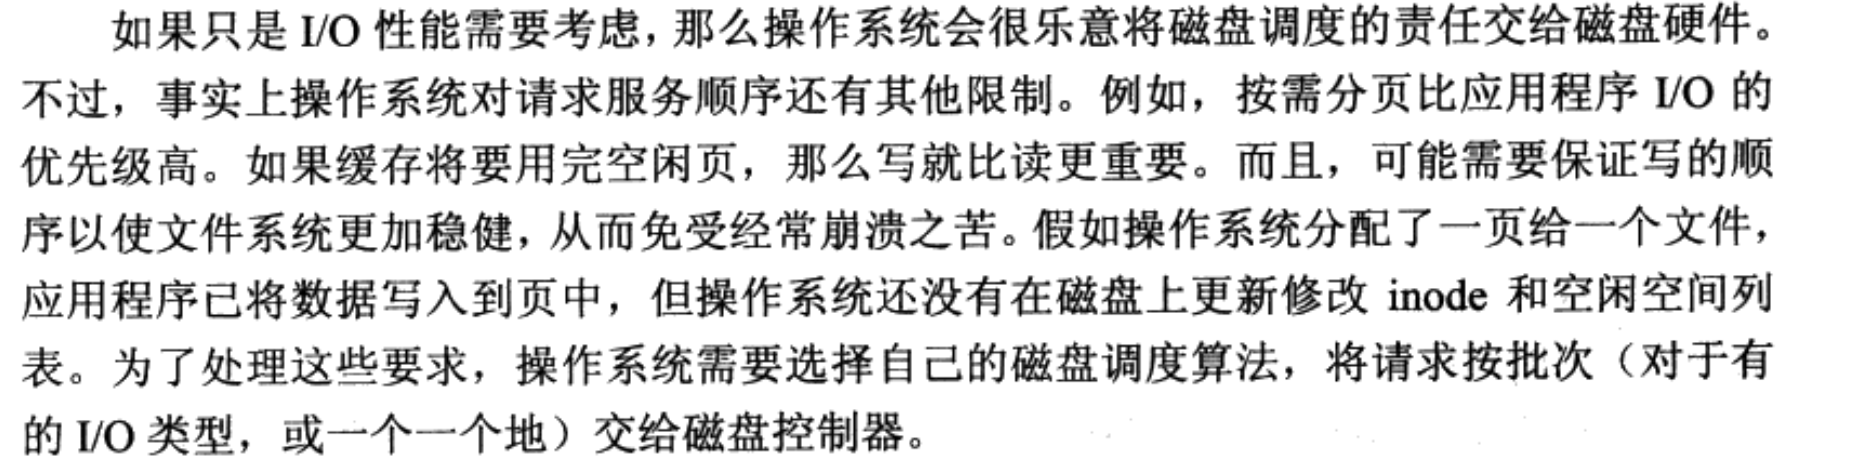 如果只是 I/O 性能需要考虑，那么操作系统会很乐意将磁盘调度的责任交给磁盘硬件。
不过，事实上操作系统对请求服务顺序还有其他限制。例如，按需分页比应用程序 I/O 的
优先级高。如果缓存将要用完空闲页，那么写就比读更重要。而且，可能需要保证写的顺
序以使文件系统更加稳健，从而免受经常崩溃之苦。假如操作系统分配了一页给一个文件，
应用程序已将数据写入到页中，但操作系统还没有在磁盘上更新修改 inode 和空闲空间列
表。为了处理这些要求，操作系统需要选择自己的磁盘调度算法，将请求按批次（对于有
的 I/O 类型，或一个一个地）交给磁盘控制器。